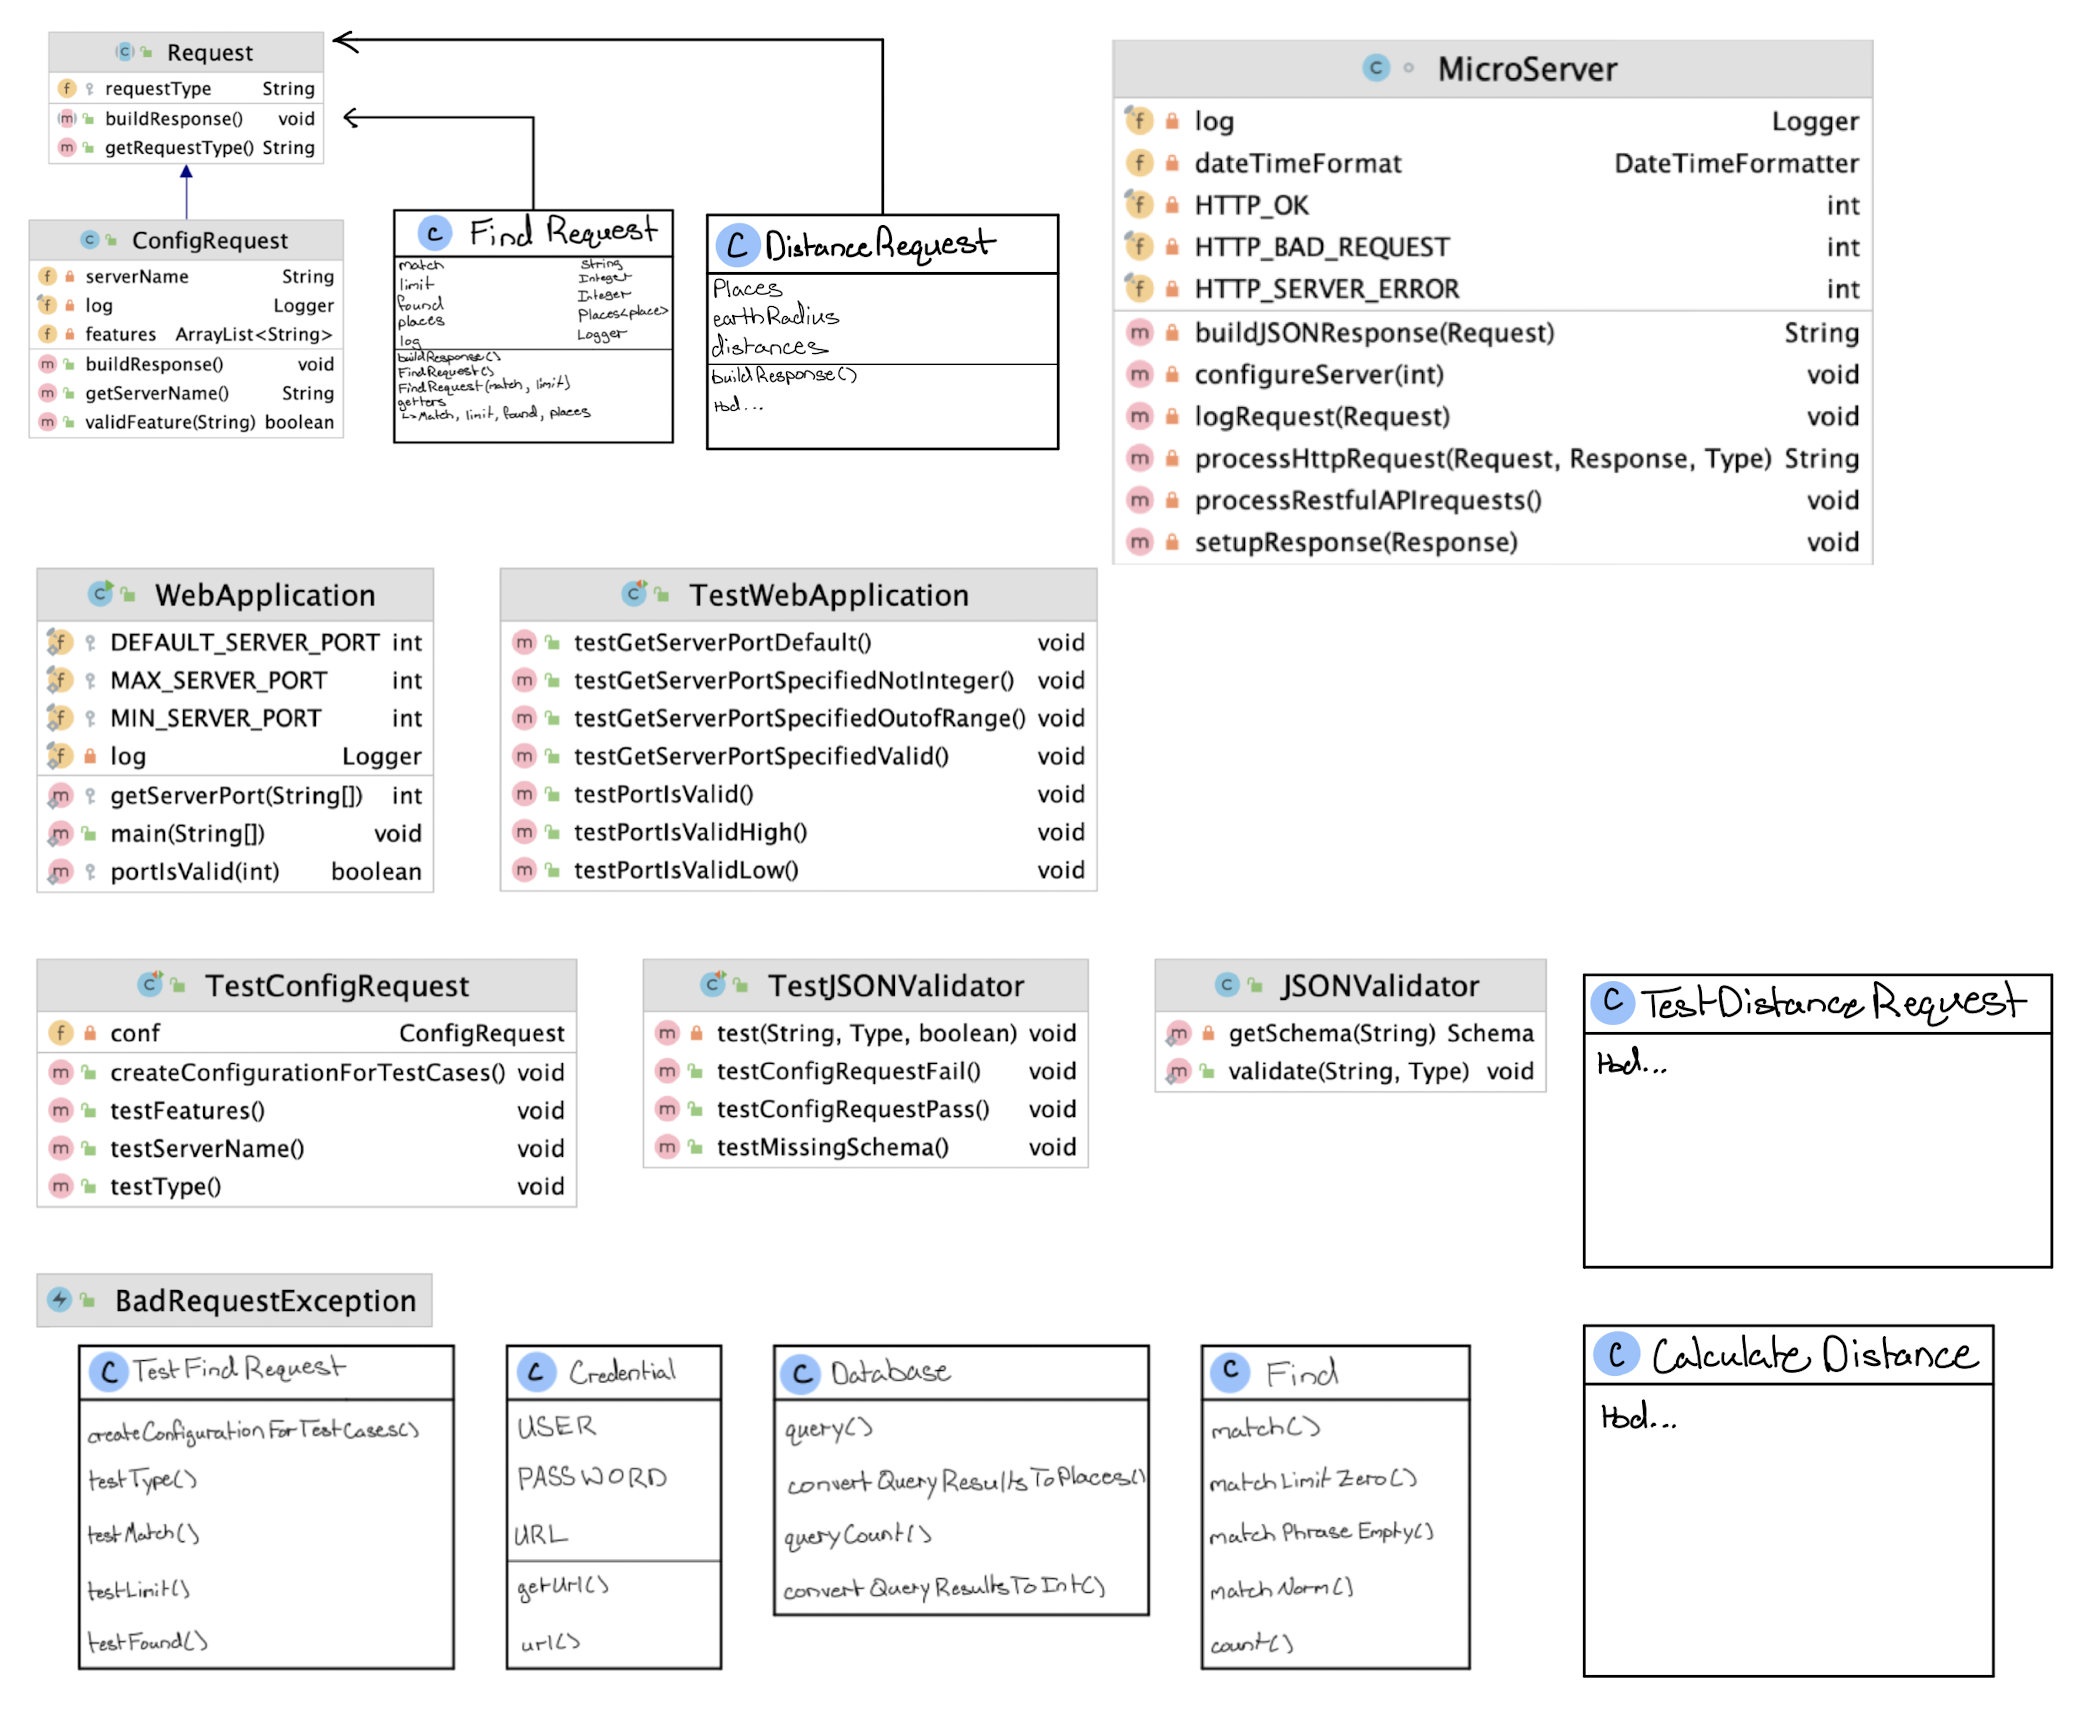 Request
requestType String
buildResponse() void
getRequestType() String
ConfigRequest
serverName String
log Logger
features ArrayList<String>
buildResponse() void
getServerName() String
validFeature(String) boolean
C Find Request
match String
limit Integer
found Integer
places Places<place>
log Logger
buildResponse()
FindRequest()
FindRequest(match, limit)
getters
↳Match, limit, found, places
C DistanceRequest
Places
earthRadius
distances
buildResponse()
tbd...
MicroServer
log Logger
dateTimeFormat DateTimeFormatter
HTTP_OK int
HTTP_BAD_REQUEST int
HTTP_SERVER_ERROR int
buildJSONResponse(Request) String
configureServer(int) void
logRequest(Request) void
processHttpRequest(Request, Response, Type) String
processRestfulAPIrequests() void
setupResponse(Response) void
WebApplication
DEFAULT_SERVER_PORT int
MAX_SERVER_PORT int
MIN_SERVER_PORT int
log Logger
getServerPort(String[]) int
main(String[]) void
portIsValid(int) boolean
TestWebApplication
testGetServerPortDefault() void
testGetServerPortSpecifiedNotInteger() void
testGetServerPortSpecifiedOutofRange() void
testGetServerPortSpecifiedValid() void
testPortIsValid() void
testPortIsValidHigh() void
testPortIsValidLow() void
TestConfigRequest
conf ConfigRequest
createConfigurationForTestCases() void
testFeatures() void
testServerName() void
testType() void
TestJSONValidator
test(String, Type, boolean) void
testConfigRequestFail() void
testConfigRequestPass() void
testMissingSchema() void
JSONValidator
getSchema(String) Schema
validate(String, Type) void
C TestDistanceRequest
tbd...
BadRequestException
C TestFindRequest
createConfigurationForTestCases()
testType()
testMatch()
testLimit()
testFound()
C Credential
USER
PASSWORD
URL
getUrl()
url()
C Database
query()
convertQueryResultsToPlaces()
queryCount()
convertQueryResultsToInt()
C Find
match()
matchLimitZero()
matchPhraseEmpty()
matchNorm()
count()
C Calculate Distance
tbd...